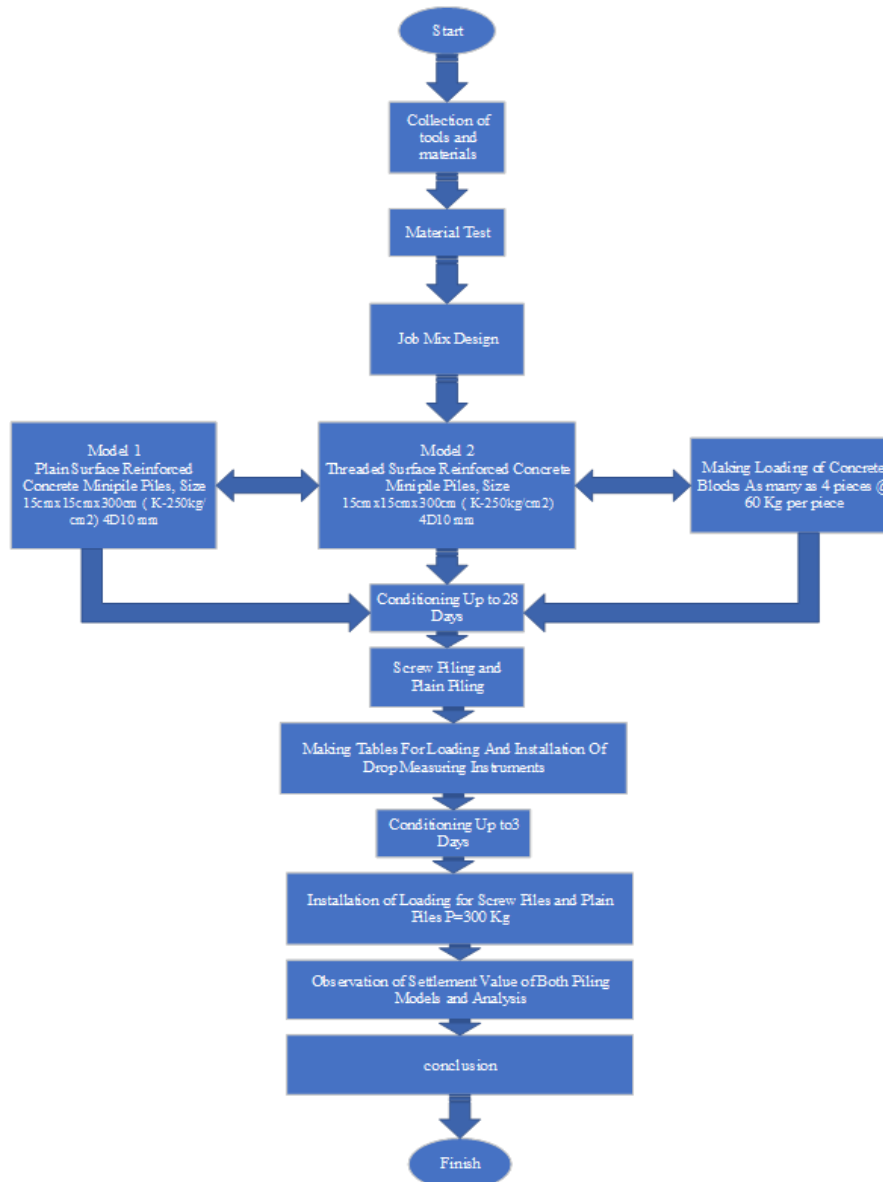 Start
Collection of
tools and
materials
Material Test
Job Mix Design
Model 1
Plain Surface Reinforced
Concrete Minipile Piles, Size
15cmx15cmx300cm ( K-250kg/
cm2) 4D10 mm
Model 2
Threaded Surface Reinforced Concrete
Minipile Piles, Size
15cmx15cmx300cm ( K-250kg/cm2)
4D10 mm
Making Loading of Concrete
Blocks As many as 4 pieces @
60 Kg per piece
Conditioning Up to 28
Days
Screw Piling and
Plain Piling
Making Tables For Loading And Installation Of
Drop Measuring Instruments
Conditioning Up to3
Days
Installation of Loading for Screw Piles and Plain
Piles P=300 Kg
Observation of Settlement Value of Both Piling
Models and Analysis
conclusion
Finish